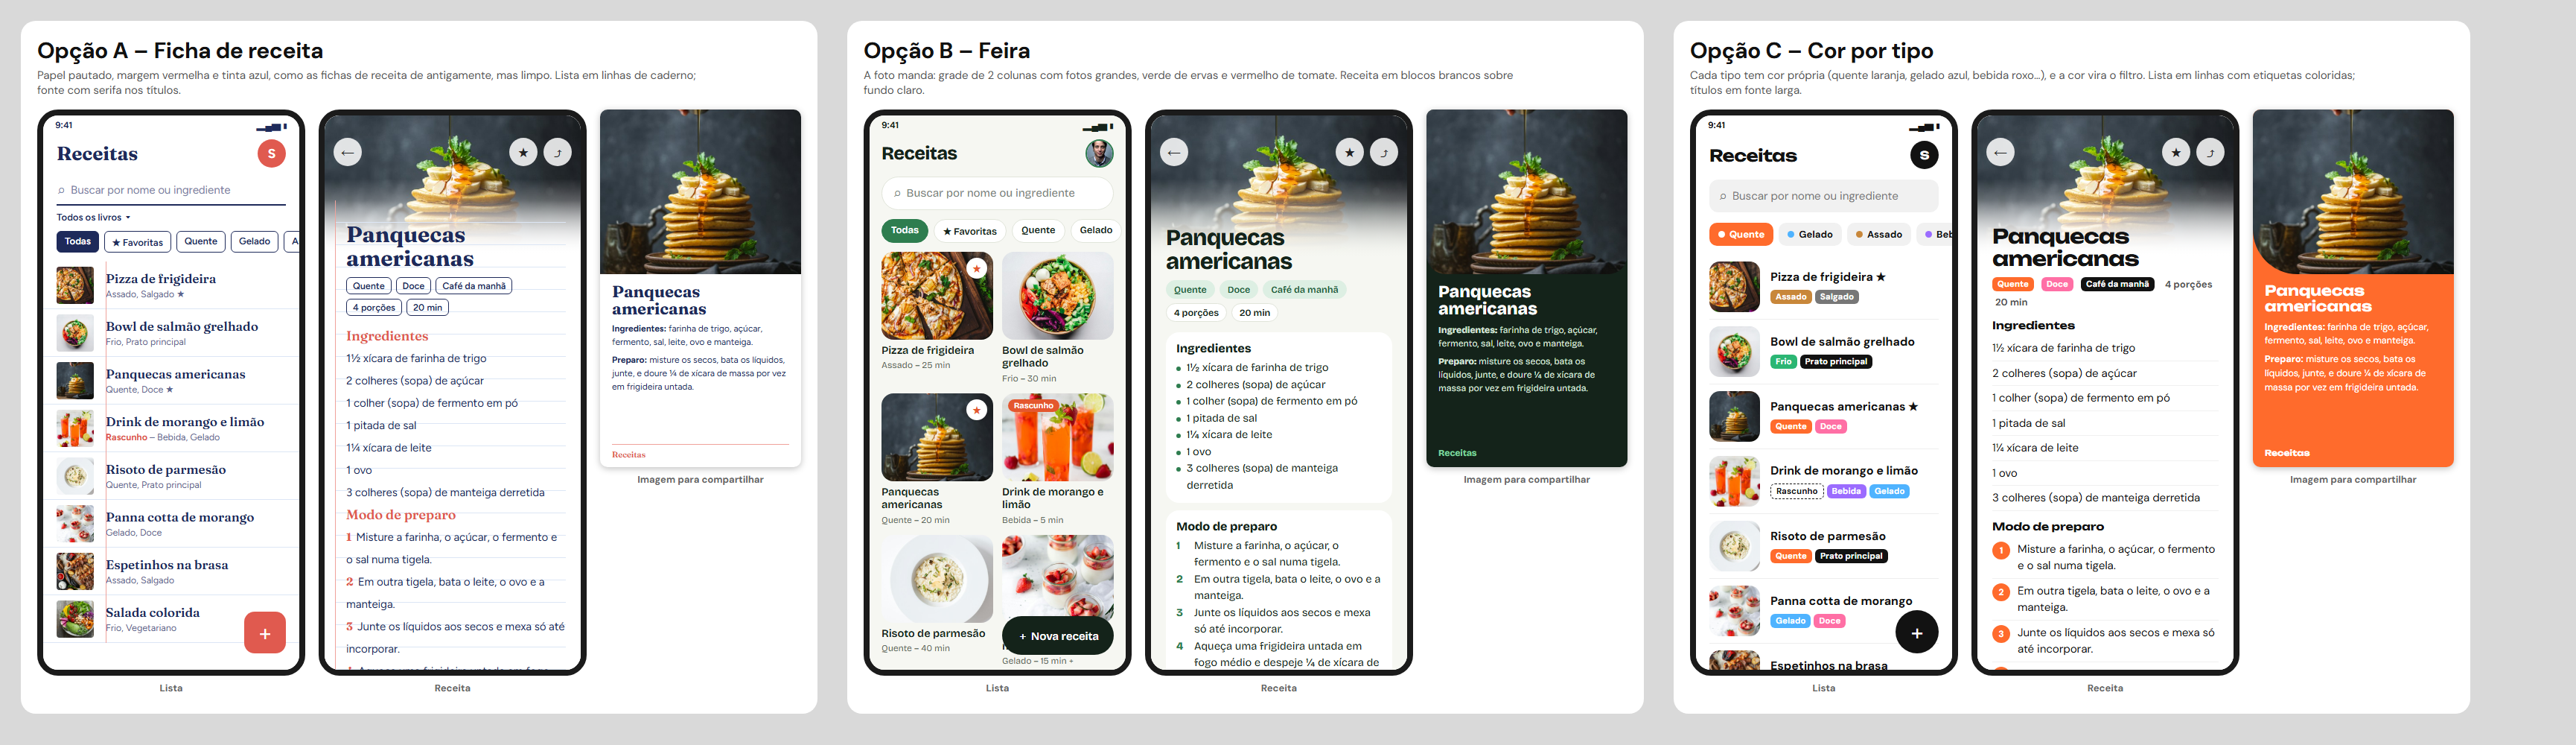 Opção A – Ficha de receita
Papel pautado, margem vermelha e tinta azul, como as fichas de receita de antigamente, mas limpo. Lista em linhas de caderno;
fonte com serifa nos títulos.
9:41
Receitas
S
Buscar por nome ou ingrediente
Todos os livros
Todas
★ Favoritas
Quente
Gelado
A
Pizza de frigideira
Assado, Salgado ★
Bowl de salmão grelhado
Frio, Prato principal
Panquecas americanas
Quente, Doce ★
Drink de morango e limão
Rascunho – Bebida, Gelado
Risoto de parmesão
Quente, Prato principal
Panna cotta de morango
Gelado, Doce
Espetinhos na brasa
Assado, Salgado
Salada colorida
Frio, Vegetariano
+
Lista
←
★
Panquecas
americanas
Quente
Doce
Café da manhã
4 porções
20 min
Ingredientes
1½ xícara de farinha de trigo
2 colheres (sopa) de açúcar
1 colher (sopa) de fermento em pó
1 pitada de sal
1¼ xícara de leite
1 ovo
3 colheres (sopa) de manteiga derretida
Modo de preparo
1 Misture a farinha, o açúcar, o fermento e
o sal numa tigela.
2 Em outra tigela, bata o leite, o ovo e a
manteiga.
3 Junte os líquidos aos secos e mexa só até
incorporar.
Receita
Panquecas
americanas
Ingredientes: farinha de trigo, açúcar,
fermento, sal, leite, ovo e manteiga.
Preparo: misture os secos, bata os líquidos,
junte, e doure ¼ de xícara de massa por vez
em frigideira untada.
Receitas
Imagem para compartilhar
Opção B – Feira
A foto manda: grade de 2 colunas com fotos grandes, verde de ervas e vermelho de tomate. Receita em blocos brancos sobre
fundo claro.
9:41
Receitas
Buscar por nome ou ingrediente
Todas
★ Favoritas
Quente
Gelado
★
Pizza de frigideira
Assado – 25 min
Bowl de salmão
grelhado
Frio – 30 min
★
Panquecas
americanas
Quente – 20 min
Rascunho
Drink de morango e
limão
Bebida – 5 min
Risoto de parmesão
Quente – 40 min
+ Nova receita
Gelado – 15 min +
Lista
←
★
Panquecas
americanas
Quente
Doce
Café da manhã
4 porções
20 min
Ingredientes
1½ xícara de farinha de trigo
2 colheres (sopa) de açúcar
1 colher (sopa) de fermento em pó
1 pitada de sal
1¼ xícara de leite
1 ovo
3 colheres (sopa) de manteiga
derretida
Modo de preparo
1 Misture a farinha, o açúcar, o
fermento e o sal numa tigela.
2 Em outra tigela, bata o leite, o ovo e a
manteiga.
3 Junte os líquidos aos secos e mexa
só até incorporar.
4 Aqueça uma frigideira untada em
fogo médio e despeje ¼ de xícara de
Receita
Panquecas
americanas
Ingredientes: farinha de trigo, açúcar,
fermento, sal, leite, ovo e manteiga.
Preparo: misture os secos, bata os
líquidos, junte, e doure ¼ de xícara de
massa por vez em frigideira untada.
Receitas
Imagem para compartilhar
Opção C – Cor por tipo
Cada tipo tem cor própria (quente laranja, gelado azul, bebida roxo…), e a cor vira o filtro. Lista em linhas com etiquetas coloridas;
títulos em fonte larga.
9:41
Receitas
S
Buscar por nome ou ingrediente
Quente
Gelado
Assado
Beb
Pizza de frigideira ★
Assado
Salgado
Bowl de salmão grelhado
Frio
Prato principal
Panquecas americanas ★
Quente
Doce
Drink de morango e limão
Rascunho
Bebida
Gelado
Risoto de parmesão
Quente
Prato principal
Panna cotta de morango
Gelado
Doce
Espetinhos na brasa
+
Lista
←
★
Panquecas
americanas
Quente
Doce
Café da manhã
4 porções
20 min
Ingredientes
1½ xícara de farinha de trigo
2 colheres (sopa) de açúcar
1 colher (sopa) de fermento em pó
1 pitada de sal
1¼ xícara de leite
1 ovo
3 colheres (sopa) de manteiga derretida
Modo de preparo
1 Misture a farinha, o açúcar, o fermento
e o sal numa tigela.
2 Em outra tigela, bata o leite, o ovo e a
manteiga.
3 Junte os líquidos aos secos e mexa só
até incorporar.
Receita
Panquecas
americanas
Ingredientes: farinha de trigo, açúcar,
fermento, sal, leite, ovo e manteiga.
Preparo: misture os secos, bata os
líquidos, junte, e doure ¼ de xícara de
massa por vez em frigideira untada.
Receitas
Imagem para compartilhar